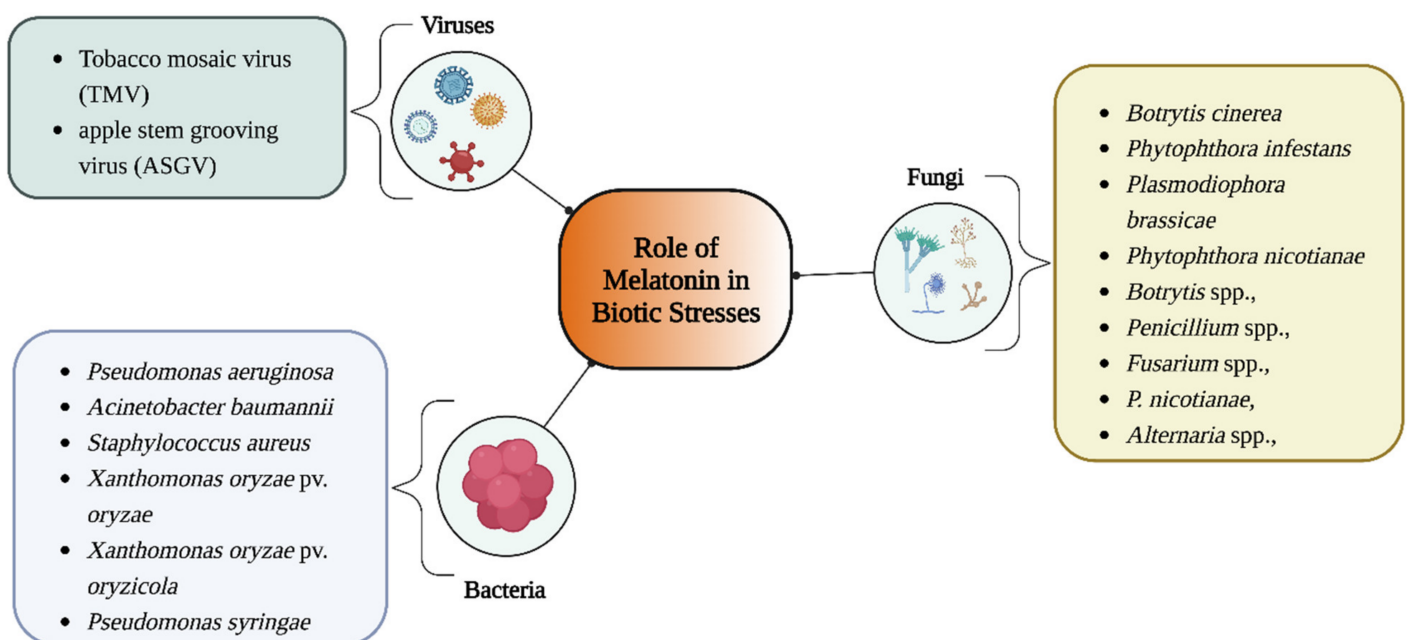 Viruses
• Tobacco mosaic virus
(TMV)
• apple stem grooving
virus (ASGV)
Role of
Melatonin in
Biotic Stresses
Fungi
• Botrytis cinerea
• Phytophthora infestans
• Plasmodiophora
brassicae
• Phytophthora nicotianae
• Botrytis spp.,
• Penicillium spp.,
• Fusarium spp.,
• P. nicotianae,
• Alternaria spp.,
• Pseudomonas aeruginosa
• Acinetobacter baumannii
• Staphylococcus aureus
• Xanthomonas oryzae pv.
oryzae
• Xanthomonas oryzae pv.
oryzicola
• Pseudomonas syringae
Bacteria